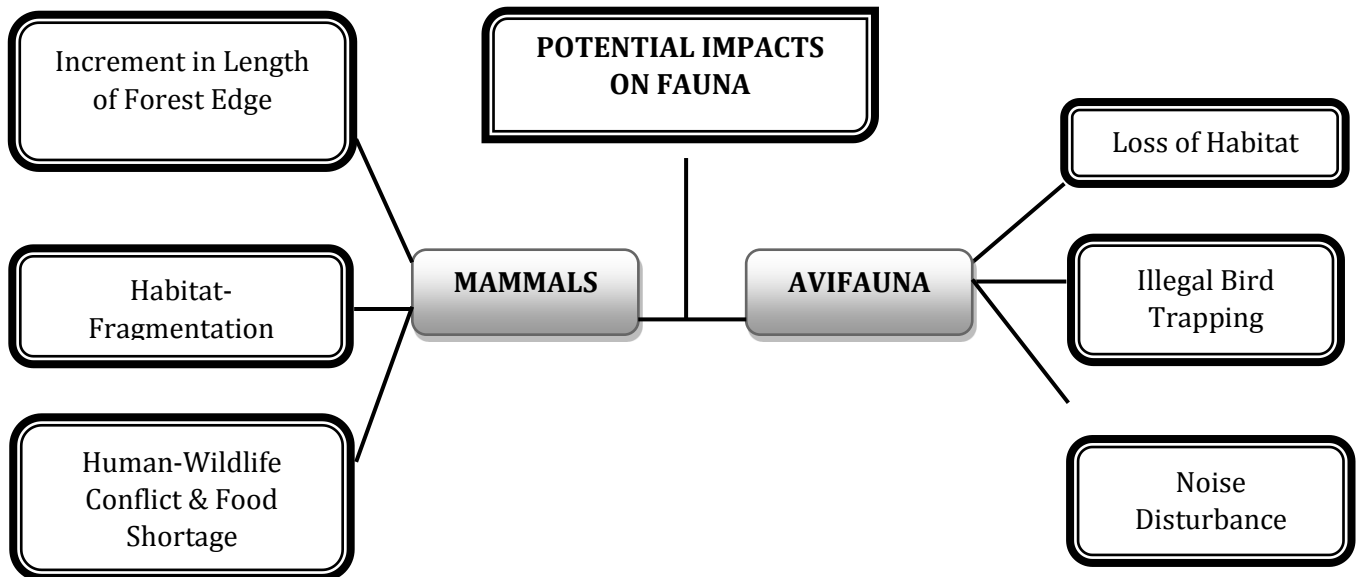 POTENTIAL IMPACTS
ON FAUNA
Increment in Length
of Forest Edge
Loss of Habitat
MAMMALS
AVIFAUNA
Habitat-
Fragmentation
Illegal Bird
Trapping
Human-Wildlife
Conflict & Food
Shortage
Noise
Disturbance